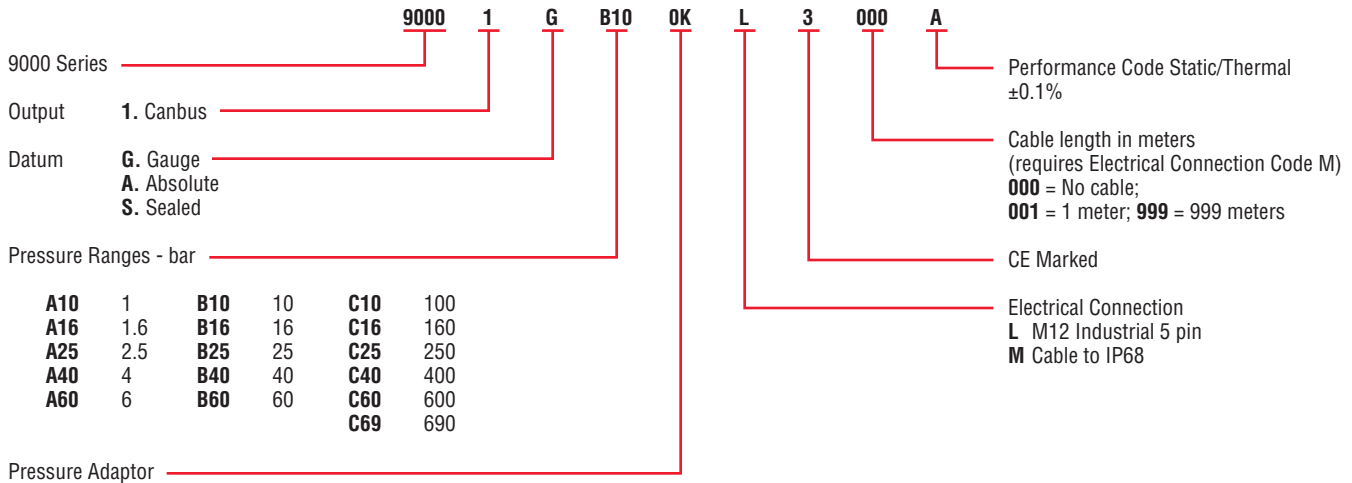 9000 1 G B10 0K L 3 000 A
9000 Series
Output 1. Canbus
Datum G. Gauge
A. Absolute
S. Sealed
Pressure Ranges - bar
A10 1 B10 10 C10 100
A16 1.6 B16 16 C16 160
A25 2.5 B25 25 C25 250
A40 4 B40 40 C40 400
A60 6 B60 60 C60 600
C69 690
Pressure Adaptor
Performance Code Static/Thermal
±0.1%
Cable length in meters
(requires Electrical Connection Code M)
000 = No cable;
001 = 1 meter; 999 = 999 meters
CE Marked
Electrical Connection
L M12 Industrial 5 pin
M Cable to IP68